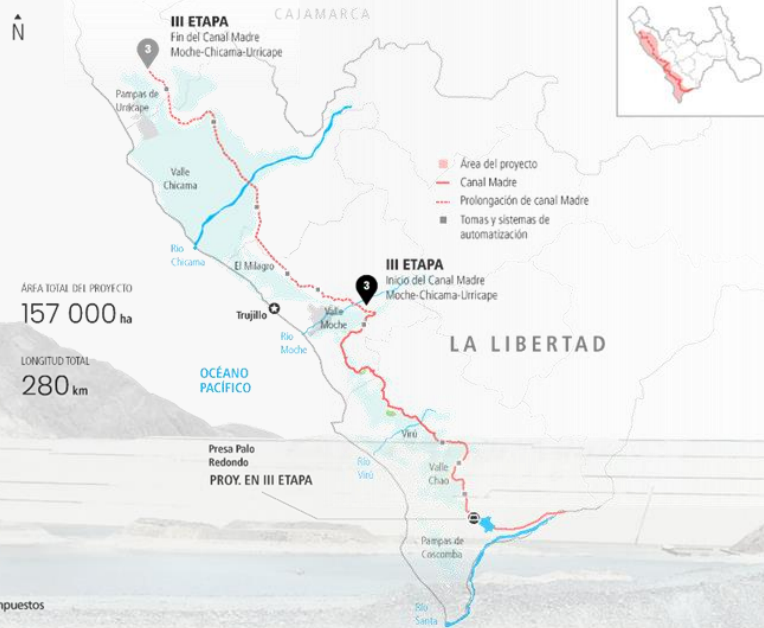 CAJAMARCA
N
III ETAPA
Fin del Canal Madre
Moche-Chicama-Urricape
3
Pampas de
Urricape
Valle
Chicama
Área del proyecto
Canal Madre
Prolongación de canal Madre
Tomas y sistemas de
automatización
Río
Chicama
El Milagro
III ETAPA
Inicio del Canal Madre
Moche-Chicama-Urricape
3
ÁREA TOTAL DEL PROYECTO
157 000 ha
Trujillo
Valle
Moche
Río
Moche
LA LIBERTAD
LONGITUD TOTAL
280 km
OCÉANO
PACÍFICO
Virú
Presa Palo
Redondo
PROY. EN III ETAPA
Río
Virú
Valle
Chao
Pampas de
Coscomba
Río
Santa
npuestos